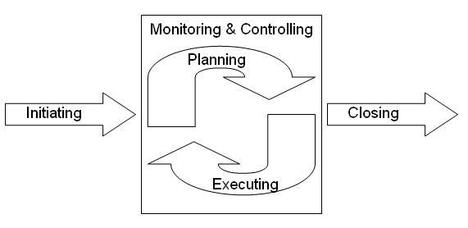 Monitoring & Controlling
Planning
Initiating
Closing
Executing